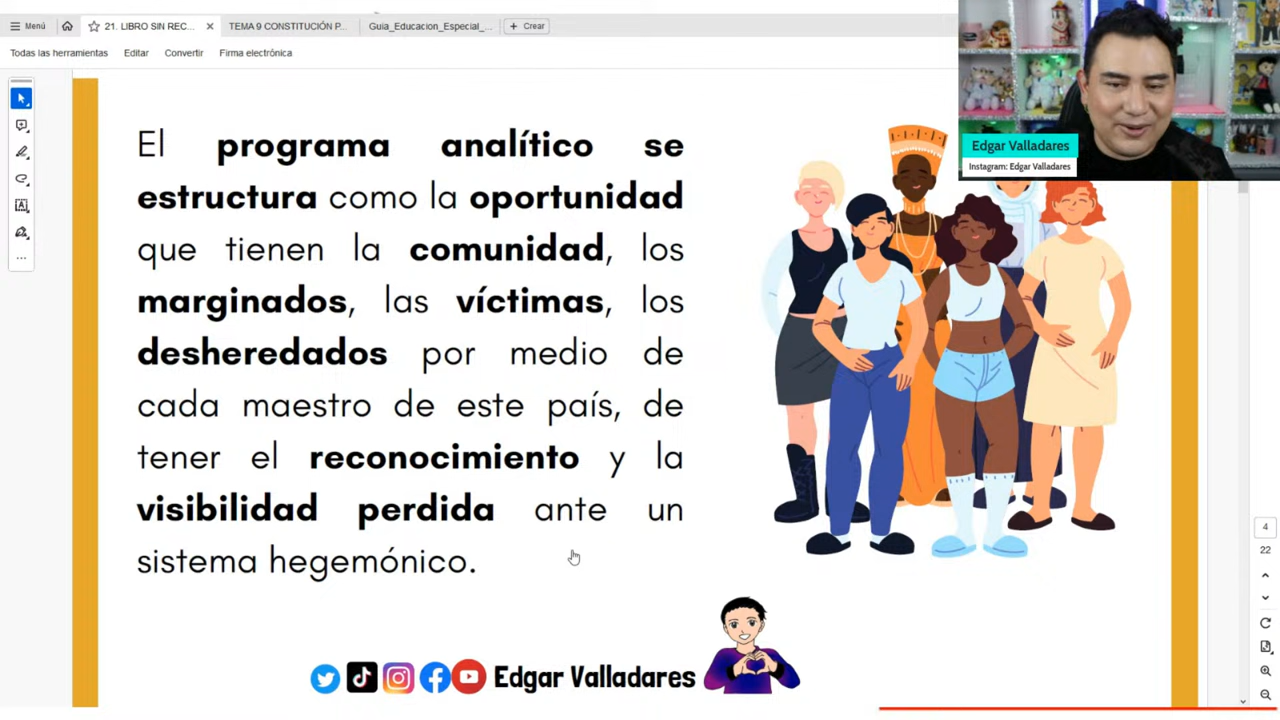 Menú
21. LIBRO SIN REC...
TEMA 9 CONSTITUCIÓN P...
Guia_Educacion_Especial_...
Crear
Todas las herramientas
Editar
Convertir
Firma electrónica
Edgar Valladares
Instagram: Edgar Valladares
El programa analítico se
estructura como la oportunidad
que tienen la comunidad, los
marginados, las víctimas, los
desheredados por medio de
cada maestro de este país, de
tener el reconocimiento y la
visibilidad perdida ante un
sistema hegemónico.
4
22
Edgar Valladares